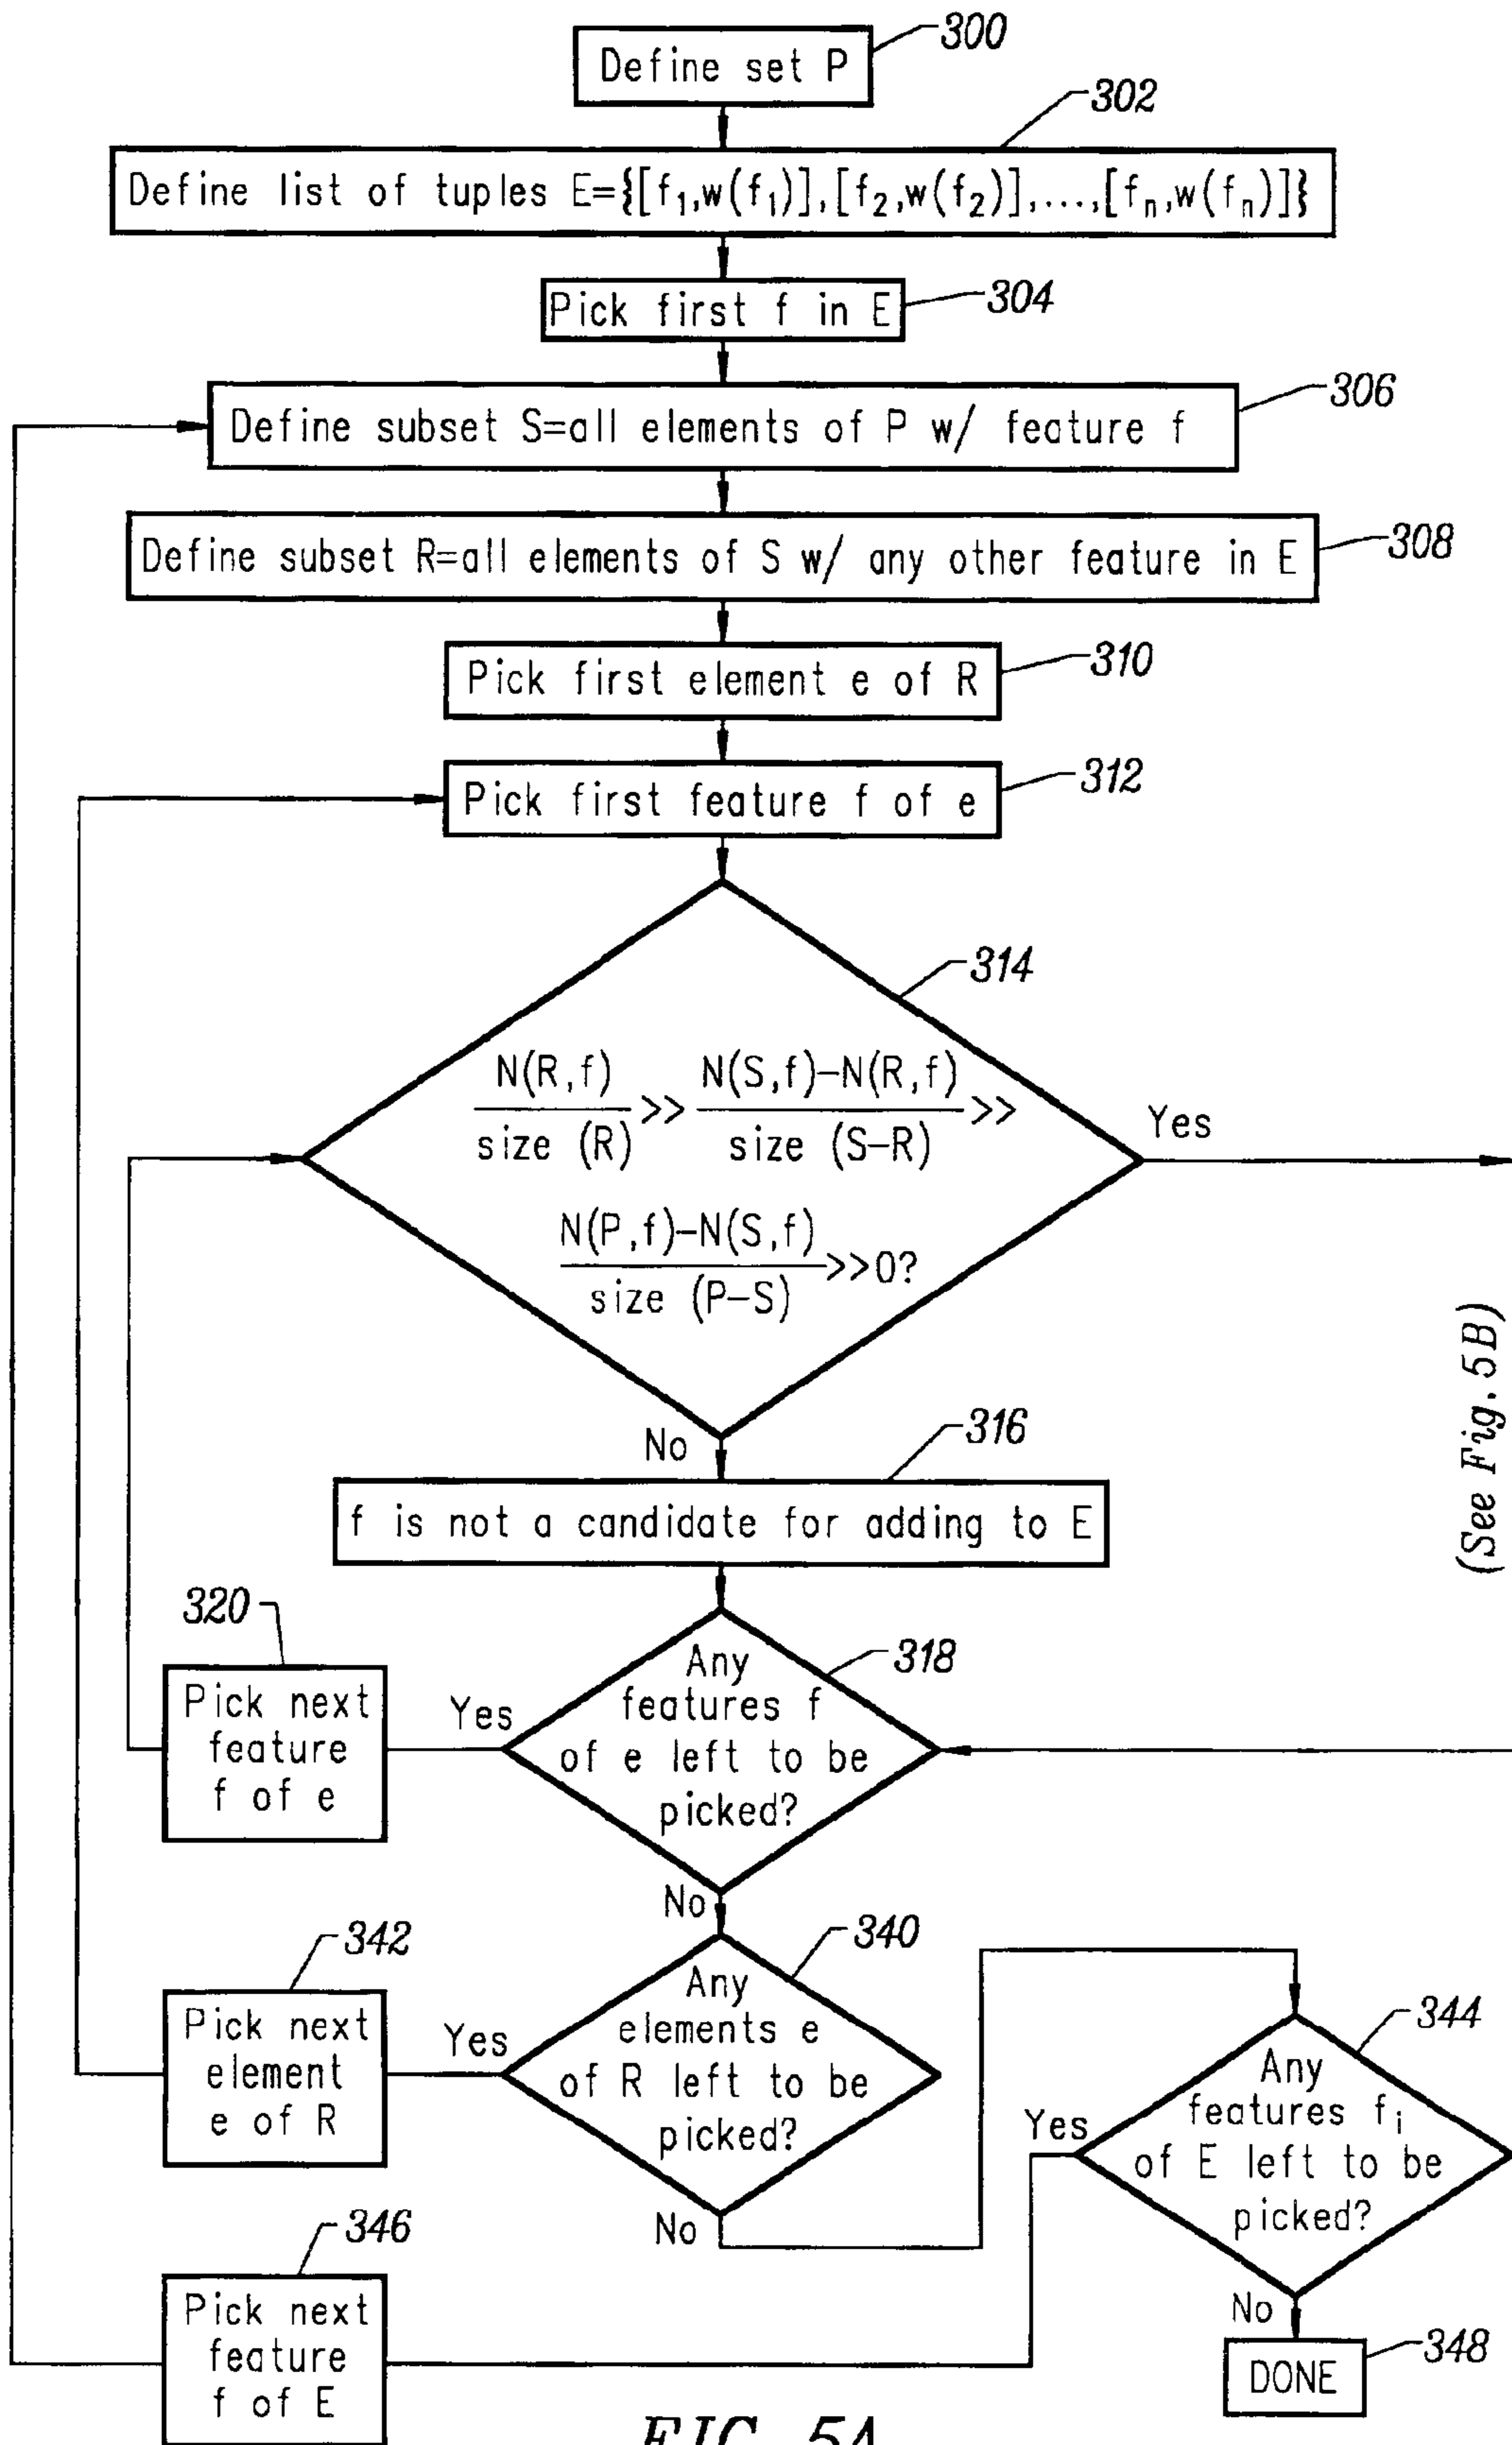 300
Define set P
302
Define list of tuples E={[f₁,w(f₁)],[f₂,w(f₂)],...,[fₙ,w(fₙ)]}
Pick first f in E
304
306
Define subset S=all elements of P w/ feature f
Define subset R=all elements of S w/ any other feature in E
308
Pick first element e of R
310
Pick first feature f of e
312
314
N(R,f) / size (R) >> N(S,f)-N(R,f) / size (S-R) >>
N(P,f)-N(S,f) / size (P-S) >>0?
Yes
(See Fig. 5B)
No
316
f is not a candidate for adding to E
320
Pick next
feature
f of e
Yes
318
Any
features f
of e left to be
picked?
No
342
Pick next
element
e of R
Yes
340
Any
elements e
of R left to be
picked?
No
344
Any
features fᵢ
of E left to be
picked?
Yes
No
346
Pick next
feature
f of E
DONE
348
FIG. 5A